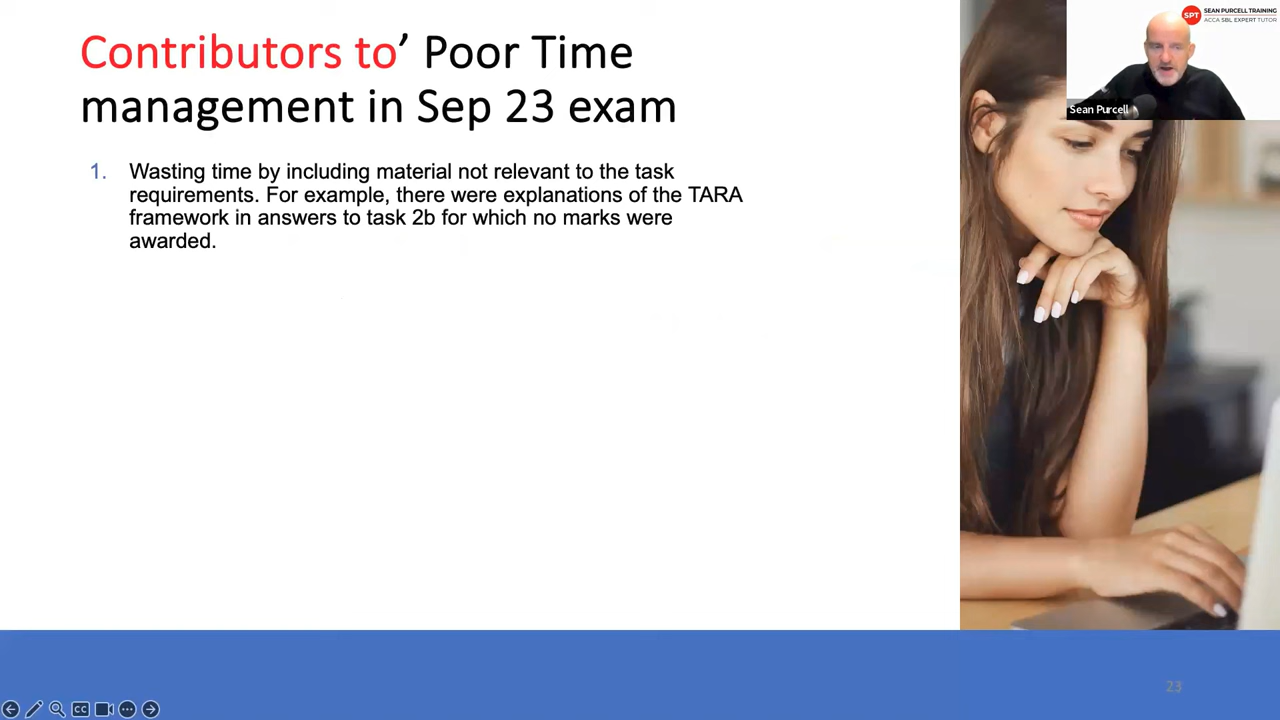 SPT SEAN PURCELL TRAINING
ACCA SBL EXPERT TUTOR
Sean Purcell
Contributors to’ Poor Time
management in Sep 23 exam
1. Wasting time by including material not relevant to the task
requirements. For example, there were explanations of the TARA
framework in answers to task 2b for which no marks were
awarded.
23
CC